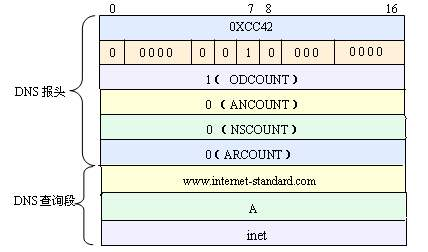 0 7 8 16
0XCC42
0 0000 0 0 1 0 000 0000
1（ ODCOUNT）
DNS 报头
0（ANCOUNT）
0（NSCOUNT）
0（ARCOUNT）
www.internet-standard.com
DNS 查询段
A
inet